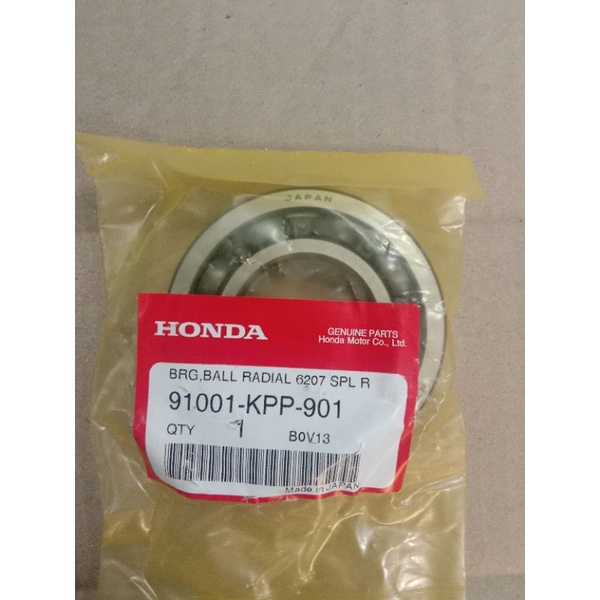 JAPAN
HONDA
GENUINE PARTS
Honda Motor Co., Ltd.
BRG,BALL RADIAL 6207 SPL R
91001-KPP-901
QTY 1 B0V13
Made in JAPAN